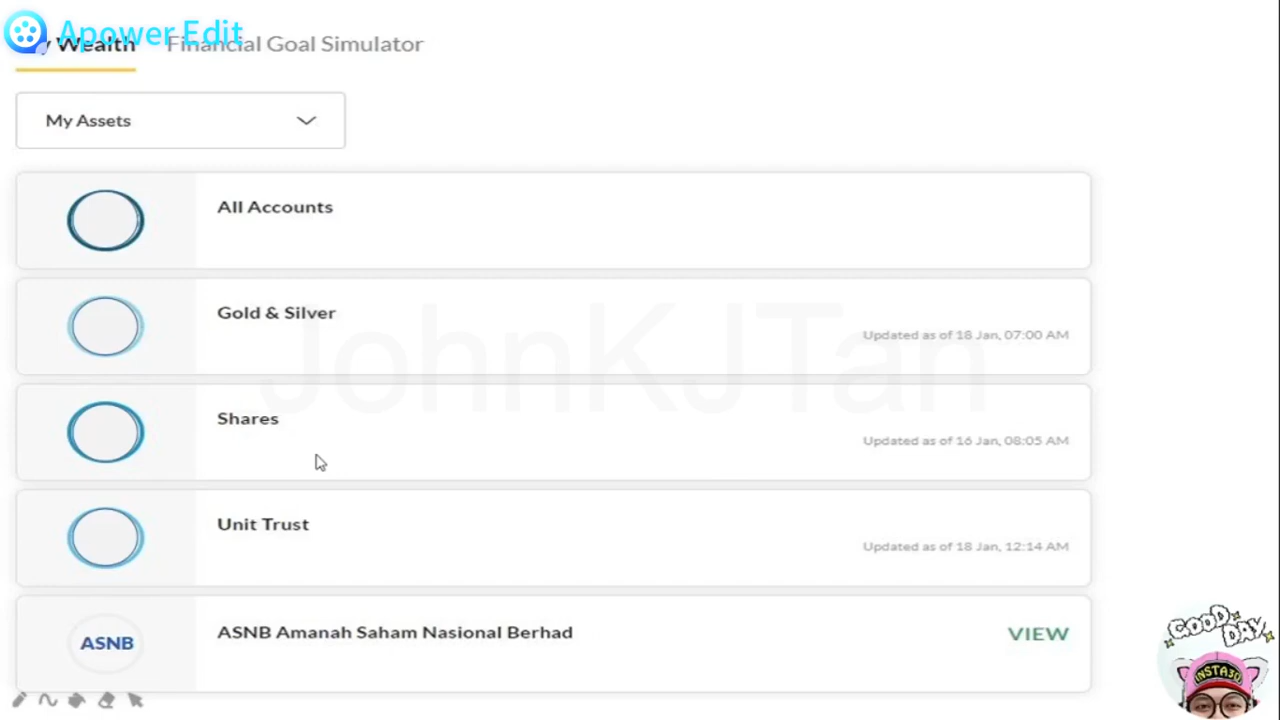 Apower Edit
y Wealth
Financial Goal Simulator
My Assets
All Accounts
Gold & Silver
Updated as of 18 Jan, 07:00 AM
JohnKJTan
Shares
Updated as of 16 Jan, 08:05 AM
Unit Trust
Updated as of 18 Jan, 12:14 AM
ASNB
ASNB Amanah Saham Nasional Berhad
VIEW
GOOD
DAY
INSTA360